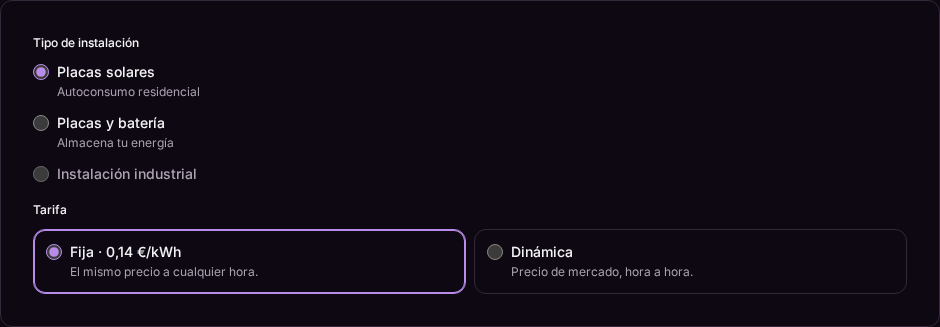 Tipo de instalación
Placas solares
Autoconsumo residencial
Placas y batería
Almacena tu energía
Instalación industrial
Tarifa
Fija · 0,14 €/kWh
El mismo precio a cualquier hora.
Dinámica
Precio de mercado, hora a hora.